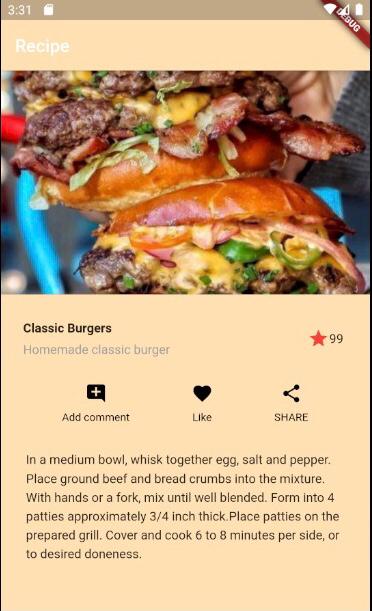 3:31
DEBUG
Recipe
Classic Burgers
Homemade classic burger
99
Add comment
Like
SHARE
In a medium bowl, whisk together egg, salt and pepper.
Place ground beef and bread crumbs into the mixture.
With hands or a fork, mix until well blended. Form into 4
patties approximately 3/4 inch thick.Place patties on the
prepared grill. Cover and cook 6 to 8 minutes per side, or
to desired doneness.